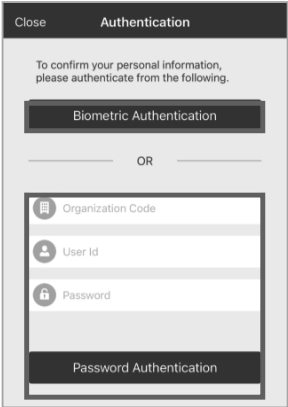 Close Authentication
To confirm your personal information,
please authenticate from the following.
Biometric Authentication
OR
Organization Code
User Id
Password
Password Authentication